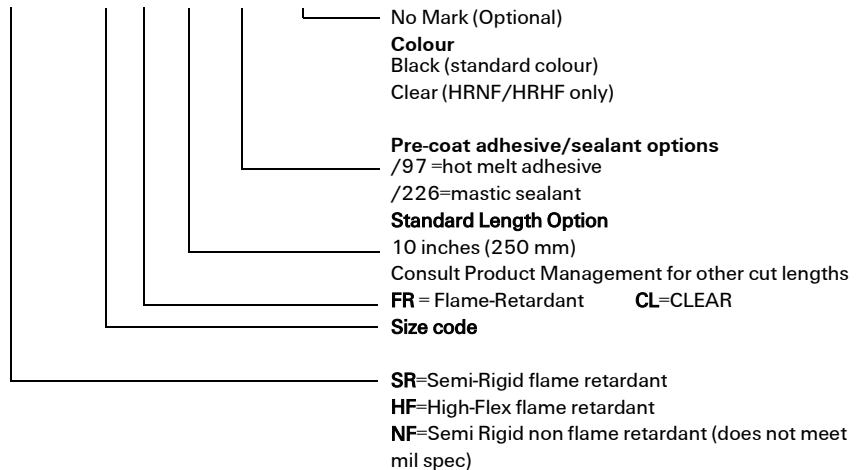 No Mark (Optional)
Colour
Black (standard colour)
Clear (HRNF/HRHF only)
Pre-coat adhesive/sealant options
/97 =hot melt adhesive
/226=mastic sealant
Standard Length Option
10 inches (250 mm)
Consult Product Management for other cut lengths
FR = Flame-Retardant CL=CLEAR
Size code
SR=Semi-Rigid flame retardant
HF=High-Flex flame retardant
NF=Semi Rigid non flame retardant (does not meet
mil spec)